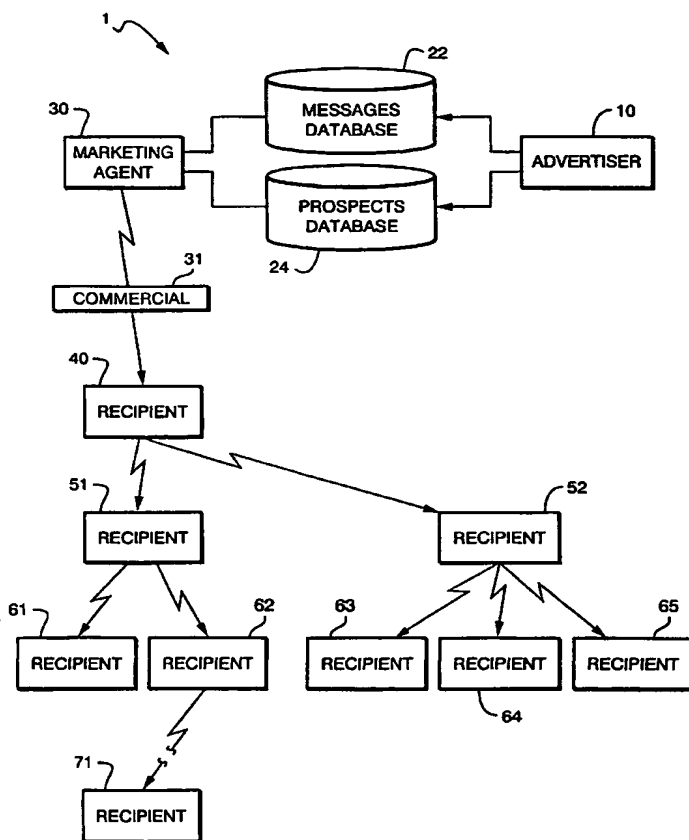 1
22
30
MESSAGES
DATABASE
10
MARKETING
AGENT
ADVERTISER
PROSPECTS
DATABASE
24
31
COMMERCIAL
40
RECIPIENT
51
RECIPIENT
52
RECIPIENT
61
RECIPIENT
62
RECIPIENT
63
RECIPIENT
RECIPIENT
64
65
RECIPIENT
71
RECIPIENT